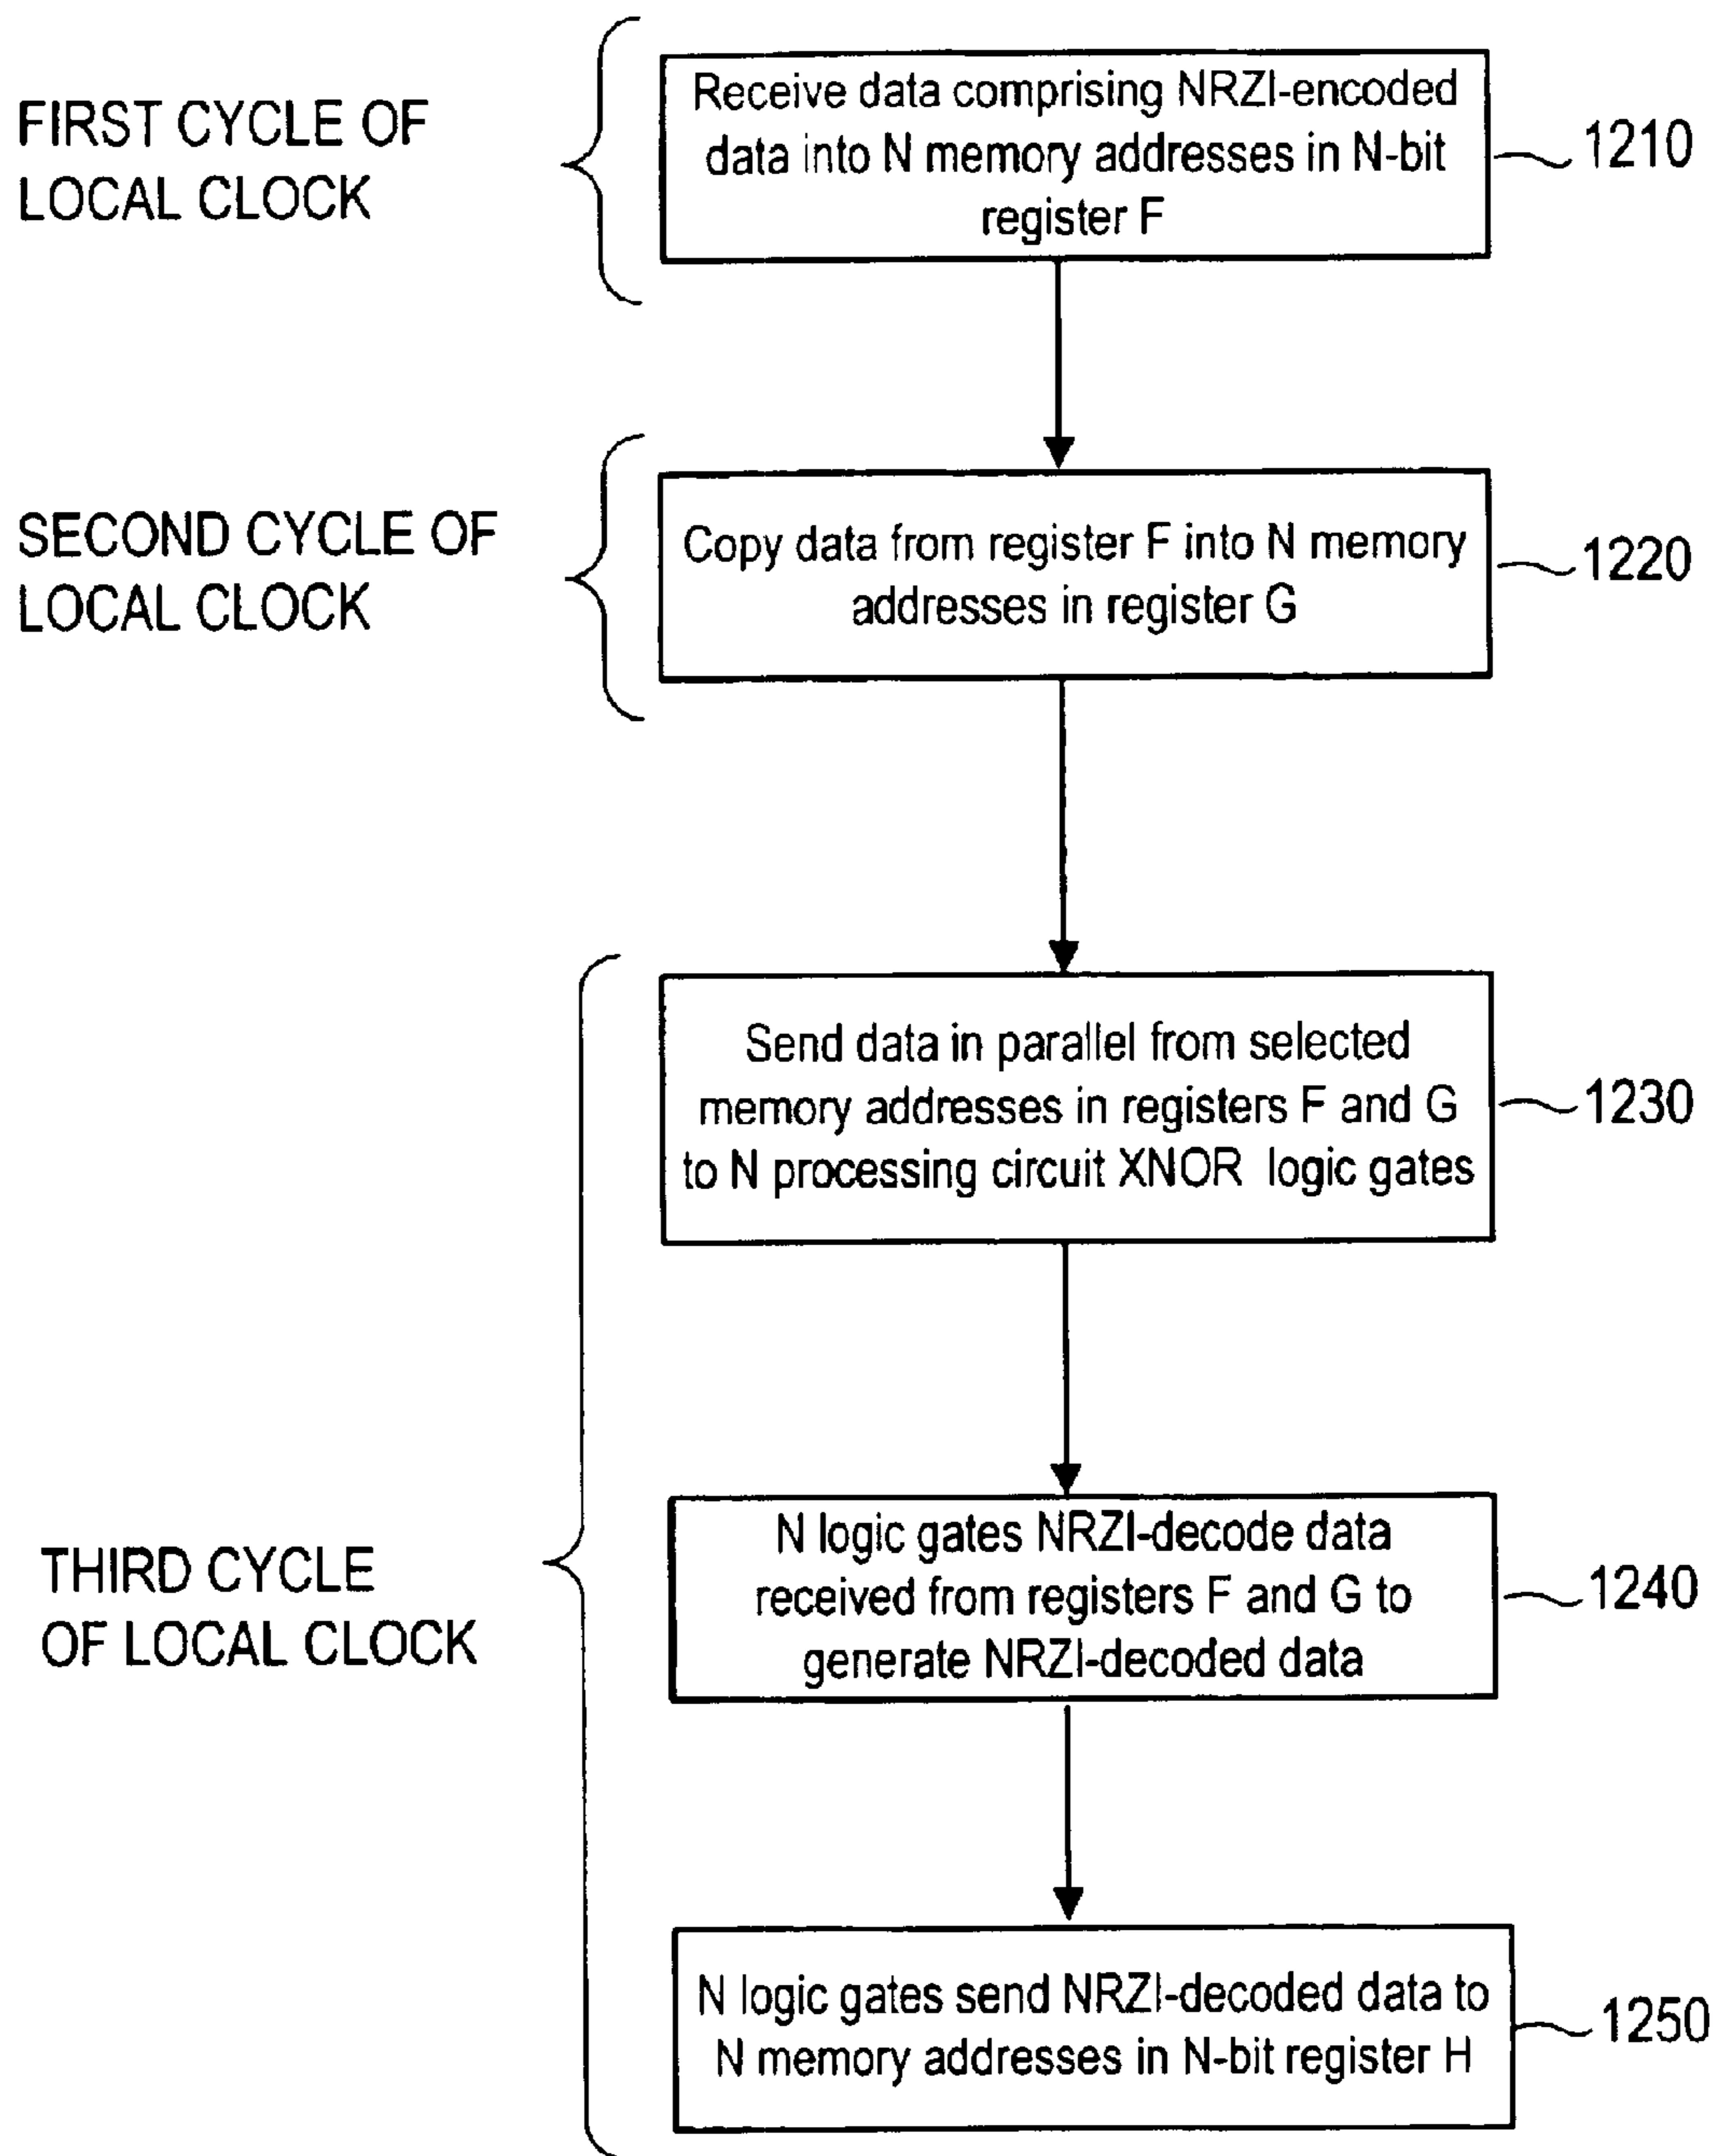 FIRST CYCLE OF
LOCAL CLOCK
Receive data comprising NRZI-encoded
data into N memory addresses in N-bit
register F
1210
SECOND CYCLE OF
LOCAL CLOCK
Copy data from register F into N memory
addresses in register G
1220
Send data in parallel from selected
memory addresses in registers F and G
to N processing circuit XNOR logic gates
1230
THIRD CYCLE
OF LOCAL CLOCK
N logic gates NRZI-decode data
received from registers F and G to
generate NRZI-decoded data
1240
N logic gates send NRZI-decoded data to
N memory addresses in N-bit register H
1250